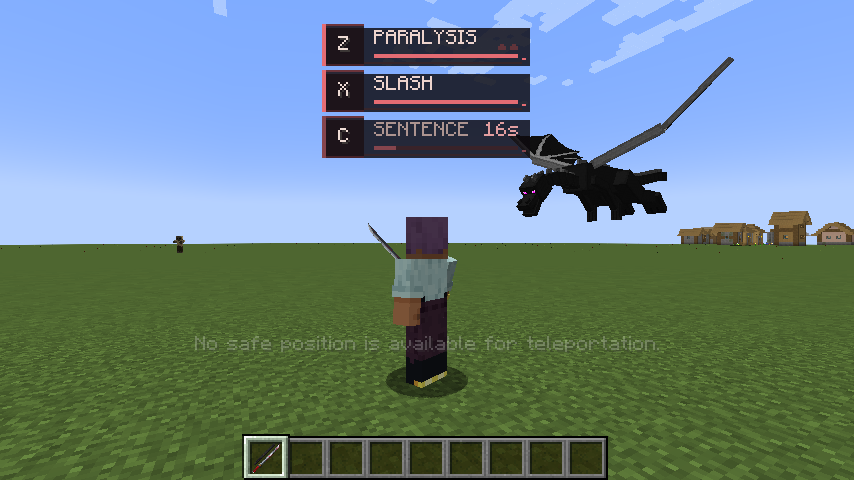 Z PARALYSIS
X SLASH
C SENTENCE 16s
No safe position is available for teleportation.